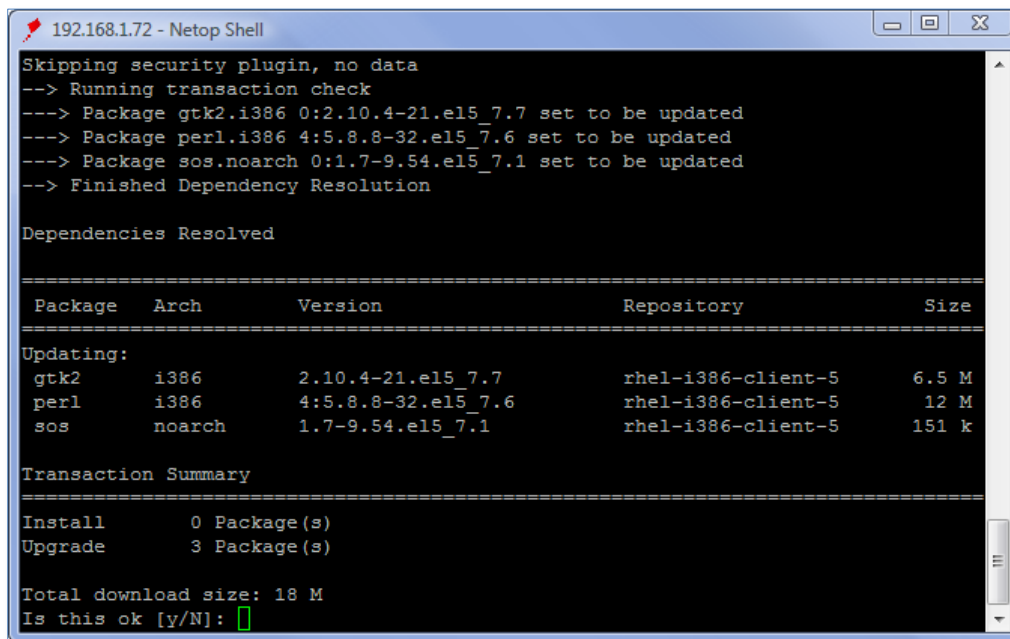 192.168.1.72 - Netop Shell
Skipping security plugin, no data
--> Running transaction check
---> Package gtk2.i386 0:2.10.4-21.el5_7.7 set to be updated
---> Package perl.i386 4:5.8.8-32.el5_7.6 set to be updated
---> Package sos.noarch 0:1.7-9.54.el5_7.1 set to be updated
--> Finished Dependency Resolution
Dependencies Resolved
================================================================================
Package Arch Version Repository Size
================================================================================
Updating:
gtk2 i386 2.10.4-21.el5_7.7 rhel-i386-client-5 6.5 M
perl i386 4:5.8.8-32.el5_7.6 rhel-i386-client-5 12 M
sos noarch 1.7-9.54.el5_7.1 rhel-i386-client-5 151 k
Transaction Summary
================================================================================
Install 0 Package(s)
Upgrade 3 Package(s)
Total download size: 18 M
Is this ok [y/N]: